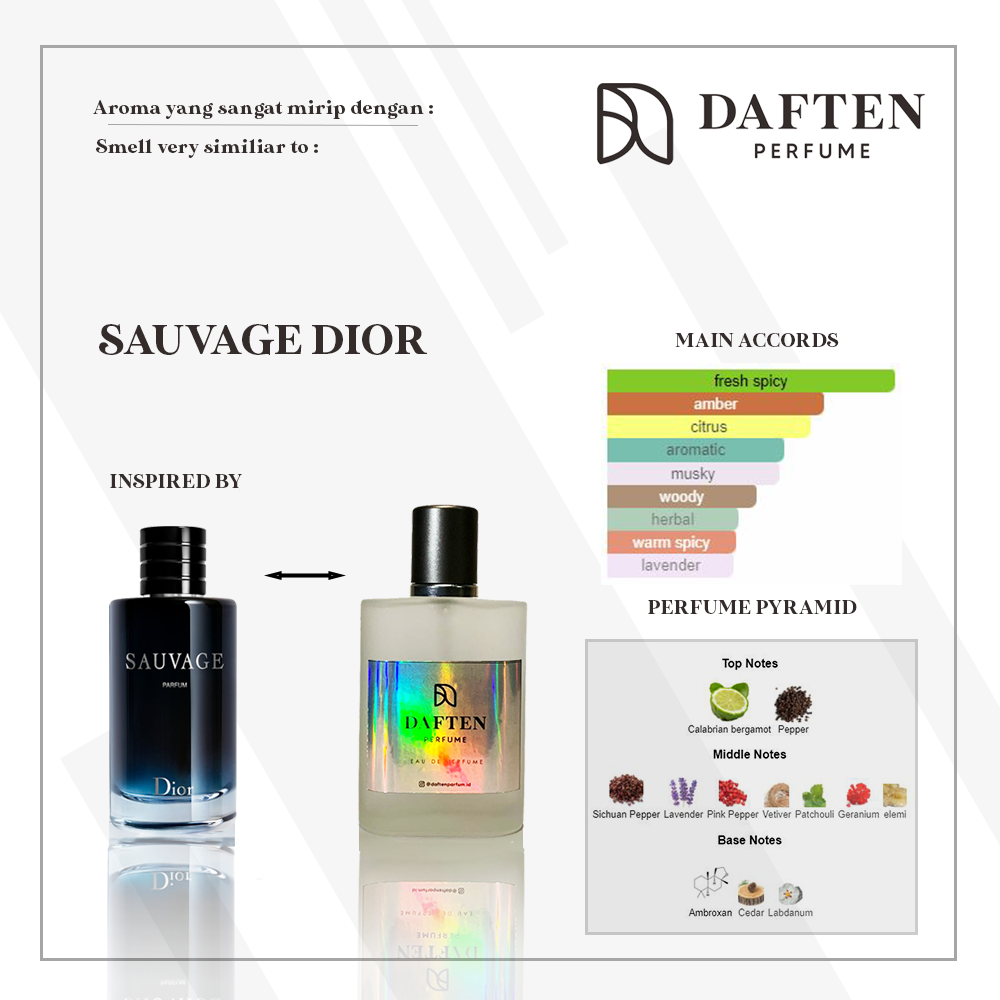 Aroma yang sangat mirip dengan :
Smell very similiar to :
DAFTEN
PERFUME
SAUVAGE DIOR
INSPIRED BY
SAUVAGE
PARFUM
Dior
DAFTEN
PERFUME
EAU DE PERFUME
@daftenparfum.id
MAIN ACCORDS
fresh spicy
amber
citrus
aromatic
musky
woody
herbal
warm spicy
lavender
PERFUME PYRAMID
Top Notes
Calabrian bergamot Pepper
Middle Notes
Sichuan Pepper Lavender Pink Pepper Vetiver Patchouli Geranium elemi
Base Notes
Ambroxan Cedar Labdanum